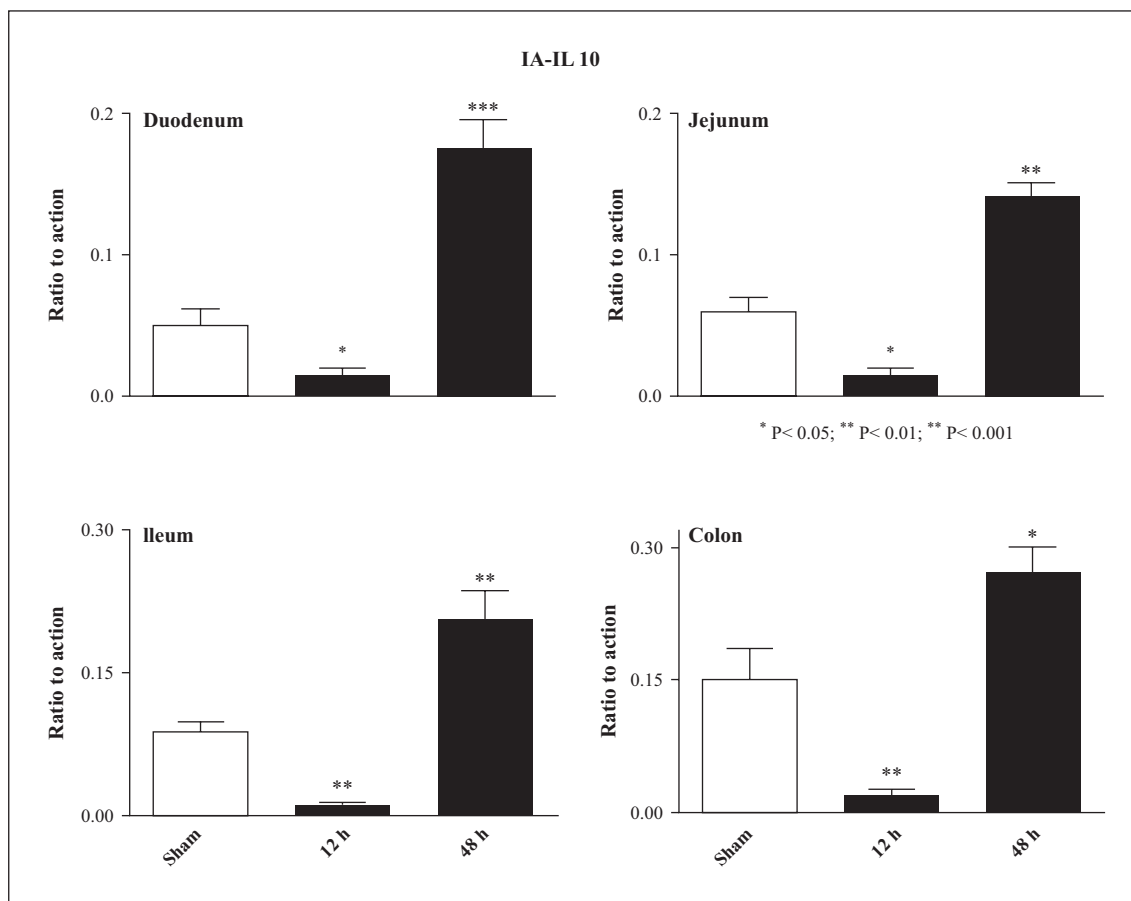 IA-IL 10
Duodenum
Ratio to action
0.2
0.1
0.0
***
*
Jejunum
Ratio to action
0.2
0.1
0.0
**
*
* P< 0.05; ** P< 0.01; ** P< 0.001
lleum
Ratio to action
0.30
0.15
0.00
**
**
Sham
12 h
48 h
Colon
Ratio to action
0.30
0.15
0.00
*
**
Sham
12 h
48 h